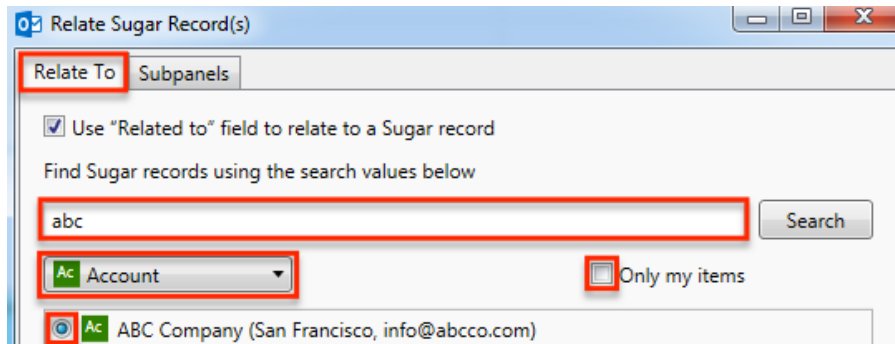 Relate Sugar Record(s)
Relate To Subpanels
Use "Related to" field to relate to a Sugar record
Find Sugar records using the search values below
abc Search
Ac Account Only my items
Ac ABC Company (San Francisco, info@abcco.com)